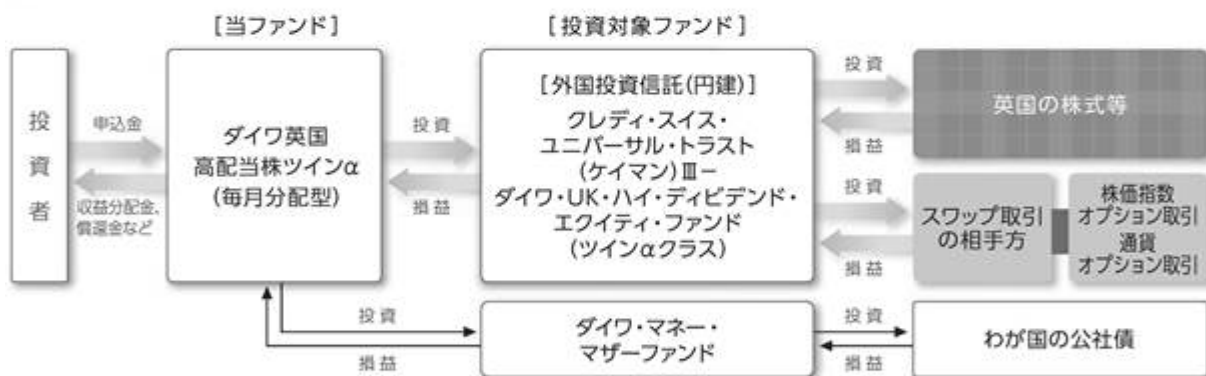 [当ファンド]
[投資対象ファンド]
投資者
申込金
収益分配金、
償還金など
ダイワ英国
高配当株ツインα
(毎月分配型)
投資
損益
[外国投資信託(円建)]
クレディ・スイス・
ユニバーサル・トラスト
(ケイマン)Ⅲ−
ダイワ・UK・ハイ・ディビデンド・
エクイティ・ファンド
(ツインαクラス)
投資
損益
英国の株式等
投資
損益
スワップ取引
の相手方
株価指数
オプション取引
通貨
オプション取引
投資
損益
ダイワ・マネー・
マザーファンド
投資
損益
わが国の公社債